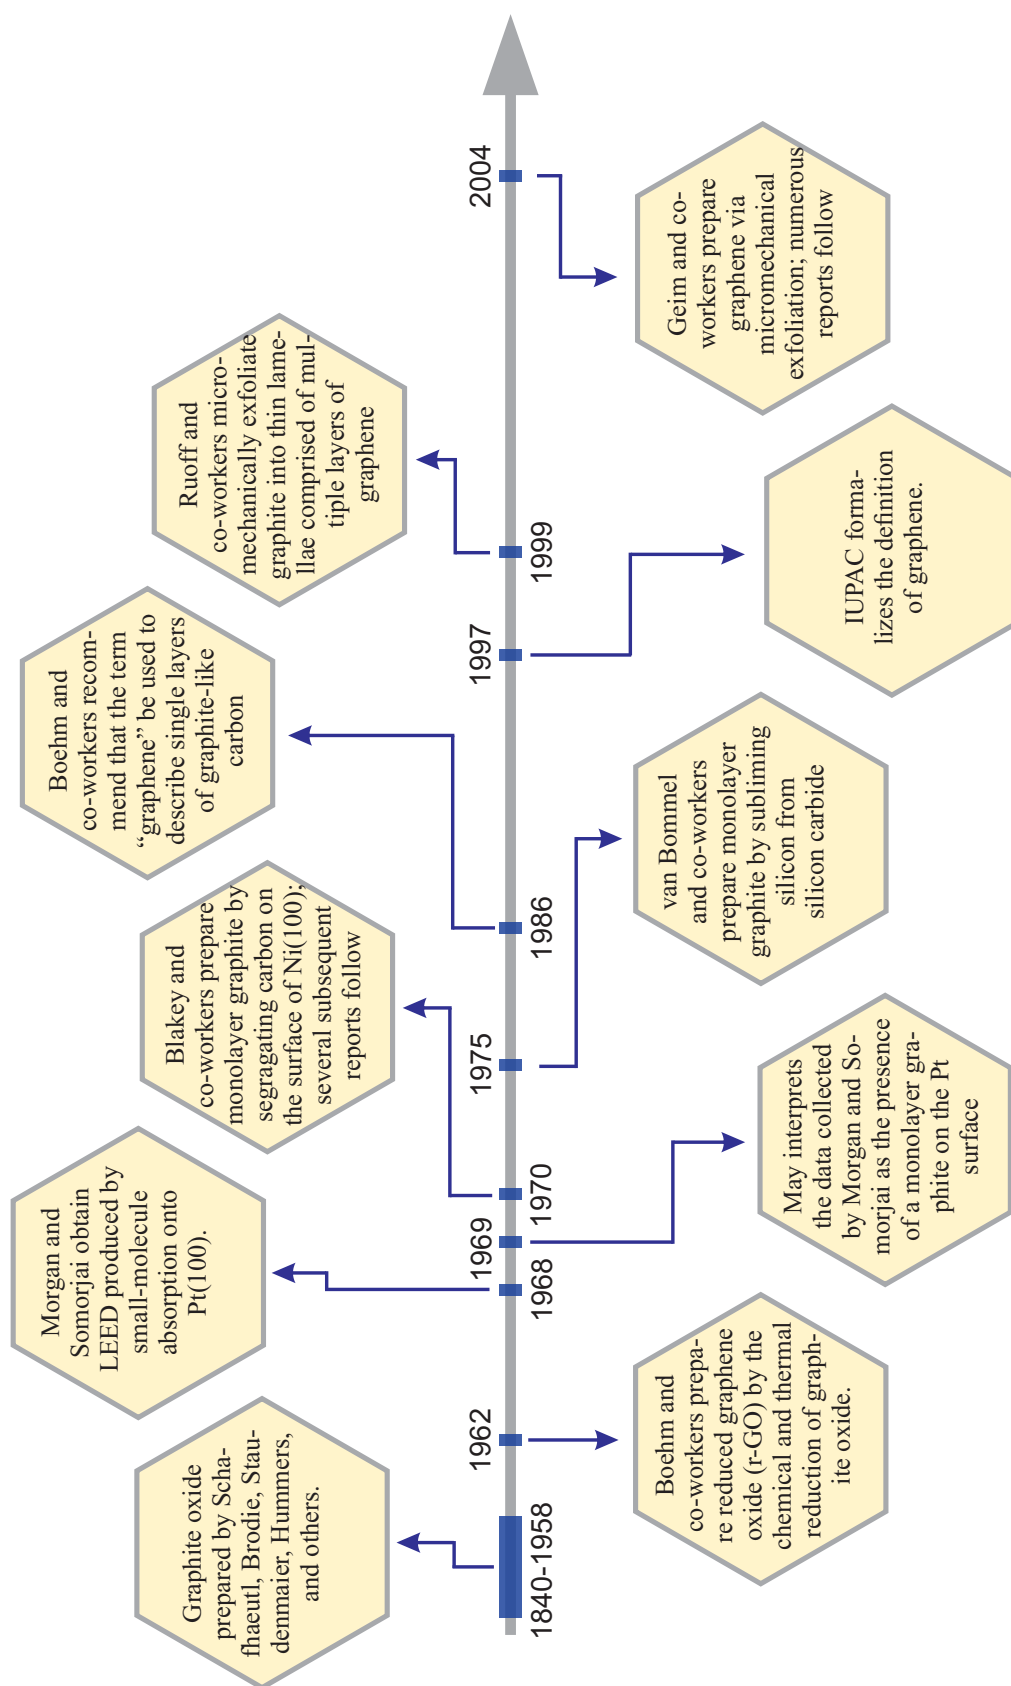 Graphite oxide
prepared by Scha-
fhaeutl, Brodie, Stau-
denmaier, Hummers,
and others.
1840-1958
Boehm and
co-workers prepa-
re reduced graphene
oxide (r-GO) by the
chemical and thermal
reduction of graph-
ite oxide.
1962
Morgan and
Somorjai obtain
LEED produced by
small-molecule
absorption onto
Pt(100).
1968
May interprets
the data collected
by Morgan and So-
morjai as the presence
of a monolayer gra-
phite on the Pt
surface
1969
Blakey and
co-workers prepare
monolayer graphite by
segragating carbon on
the surface of Ni(100);
several subsequent
reports follow
1970
van Bommel
and co-workers
prepare monolayer
graphite by subliming
silicon from
silicon carbide
1975
Boehm and
co-workers recom-
mend that the term
“graphene” be used to
describe single layers
of graphite-like
carbon
1986
IUPAC forma-
lizes the definition
of graphene.
1997
Ruoff and
co-workers micro-
mechanically exfoliate
graphite into thin lame-
llae comprised of mul-
tiple layers of
graphene
1999
Geim and co-
workers prepare
graphene via
micromechanical
exfoliation; numerous
reports follow
2004